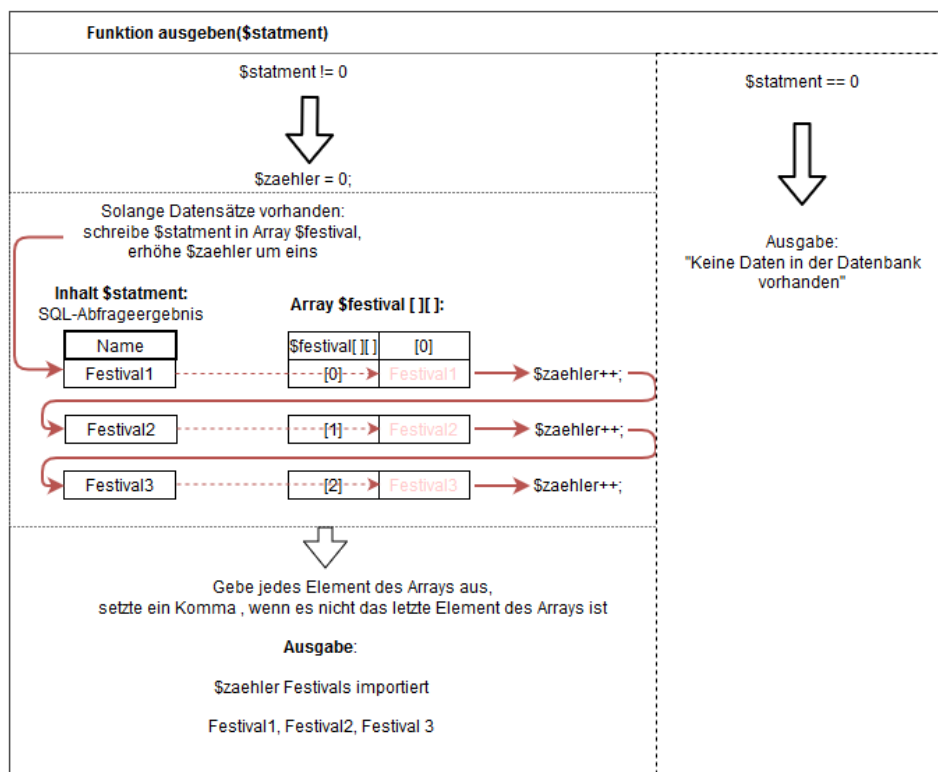 Funktion ausgeben($statment)
$statment != 0
$zaehler = 0;
$statment == 0
Ausgabe:
"Keine Daten in der Datenbank
vorhanden"
Solange Datensätze vorhanden:
schreibe $statment in Array $festival,
erhöhe $zaehler um eins
Inhalt $statment:
SQL-Abfrageergebnis
Array $festival [ ][ ]:
Name
$festival[ ][ ] [0]
Festival1 [0] Festival1 $zaehler++;
Festival2 [1] Festival2 $zaehler++;
Festival3 [2] Festival3 $zaehler++;
Gebe jedes Element des Arrays aus,
setzte ein Komma , wenn es nicht das letzte Element des Arrays ist
Ausgabe:
$zaehler Festivals importiert
Festival1, Festival2, Festival 3